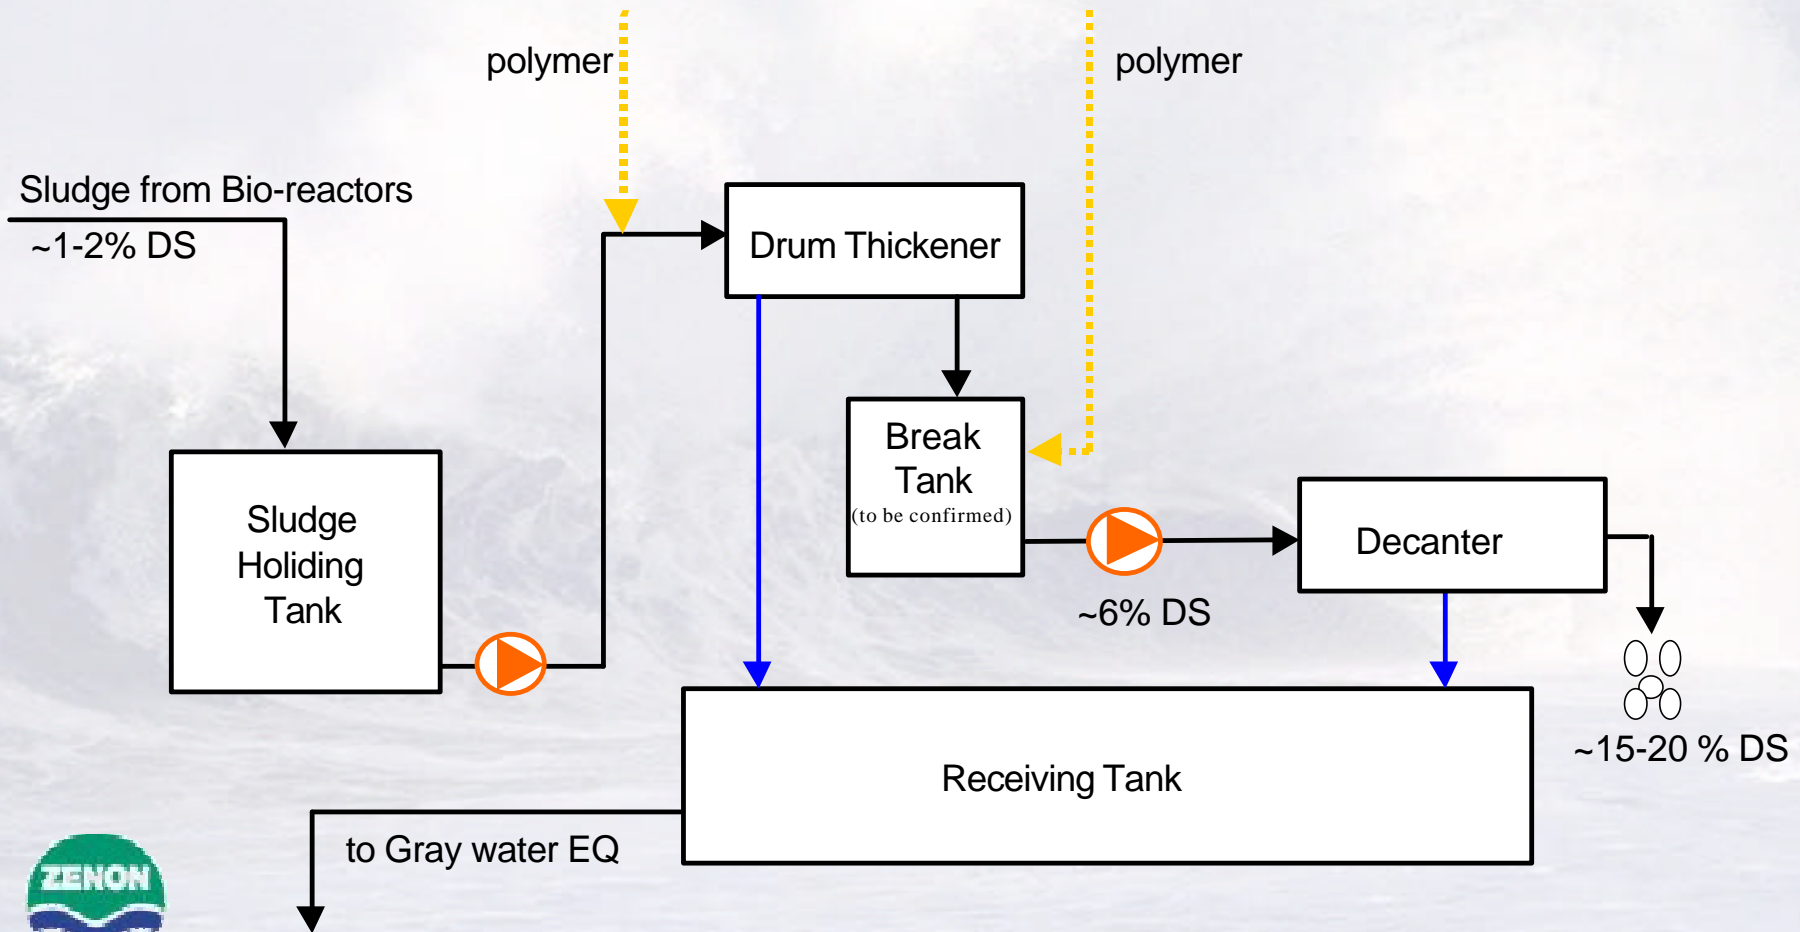 polymer
polymer
Sludge from Bio-reactors
~1-2% DS
Drum Thickener
Break
Tank
(to be confirmed)
Sludge
Holiding
Tank
Decanter
~6% DS
~15-20 % DS
Receiving Tank
to Gray water EQ
ZENON